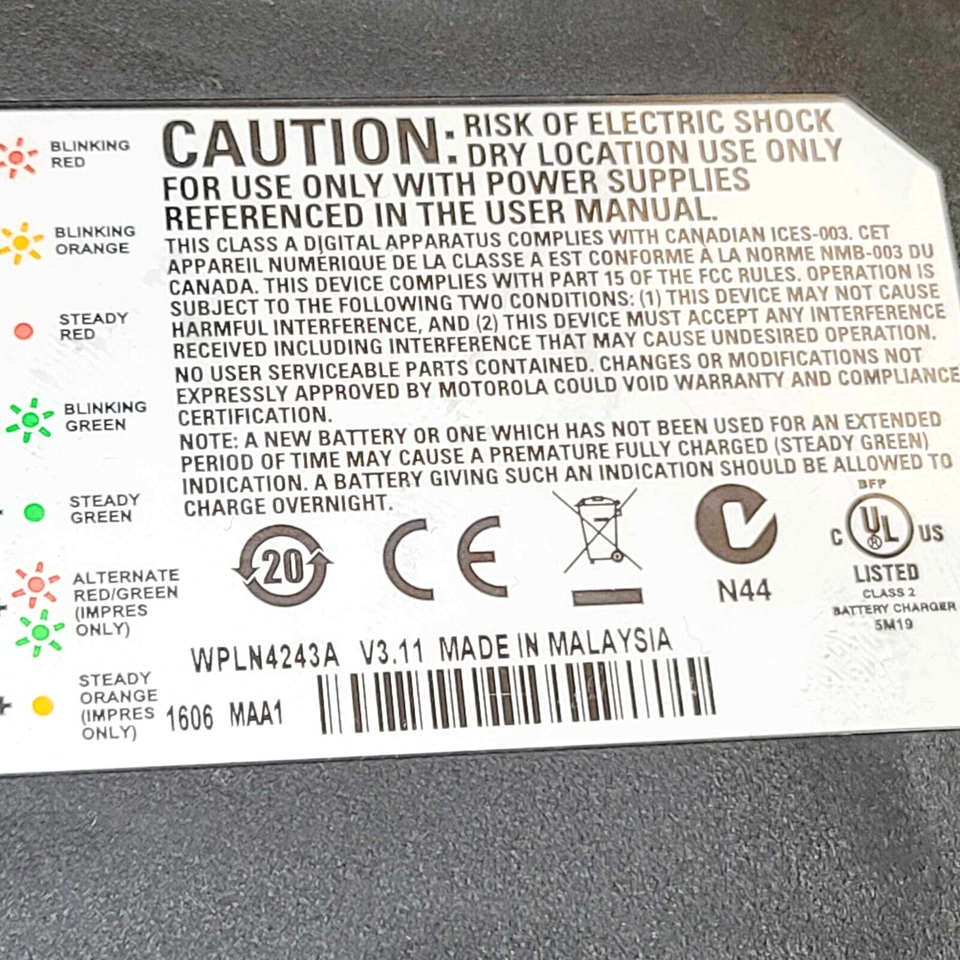 BLINKING
RED
BLINKING
ORANGE
STEADY
RED
BLINKING
GREEN
STEADY
GREEN
ALTERNATE
RED/GREEN
(IMPRES
ONLY)
STEADY
ORANGE
(IMPRES
ONLY)
CAUTION: RISK OF ELECTRIC SHOCK
DRY LOCATION USE ONLY
FOR USE ONLY WITH POWER SUPPLIES
REFERENCED IN THE USER MANUAL.
THIS CLASS A DIGITAL APPARATUS COMPLIES WITH CANADIAN ICES-003. CET
APPAREIL NUMÉRIQUE DE LA CLASSE A EST CONFORME À LA NORME NMB-003 DU
CANADA. THIS DEVICE COMPLIES WITH PART 15 OF THE FCC RULES. OPERATION IS
SUBJECT TO THE FOLLOWING TWO CONDITIONS: (1) THIS DEVICE MAY NOT CAUSE
HARMFUL INTERFERENCE, AND (2) THIS DEVICE MUST ACCEPT ANY INTERFERENCE
RECEIVED INCLUDING INTERFERENCE THAT MAY CAUSE UNDESIRED OPERATION.
NO USER SERVICEABLE PARTS CONTAINED. CHANGES OR MODIFICATIONS NOT
EXPRESSLY APPROVED BY MOTOROLA COULD VOID WARRANTY AND COMPLIANCE
CERTIFICATION.
NOTE: A NEW BATTERY OR ONE WHICH HAS NOT BEEN USED FOR AN EXTENDED
PERIOD OF TIME MAY CAUSE A PREMATURE FULLY CHARGED (STEADY GREEN)
INDICATION. A BATTERY GIVING SUCH AN INDICATION SHOULD BE ALLOWED TO
CHARGE OVERNIGHT.
20
CE
N44
BFP
C UL ® US
LISTED
CLASS 2
BATTERY CHARGER
5M19
WPLN4243A V3.11 MADE IN MALAYSIA
1606 MAA1